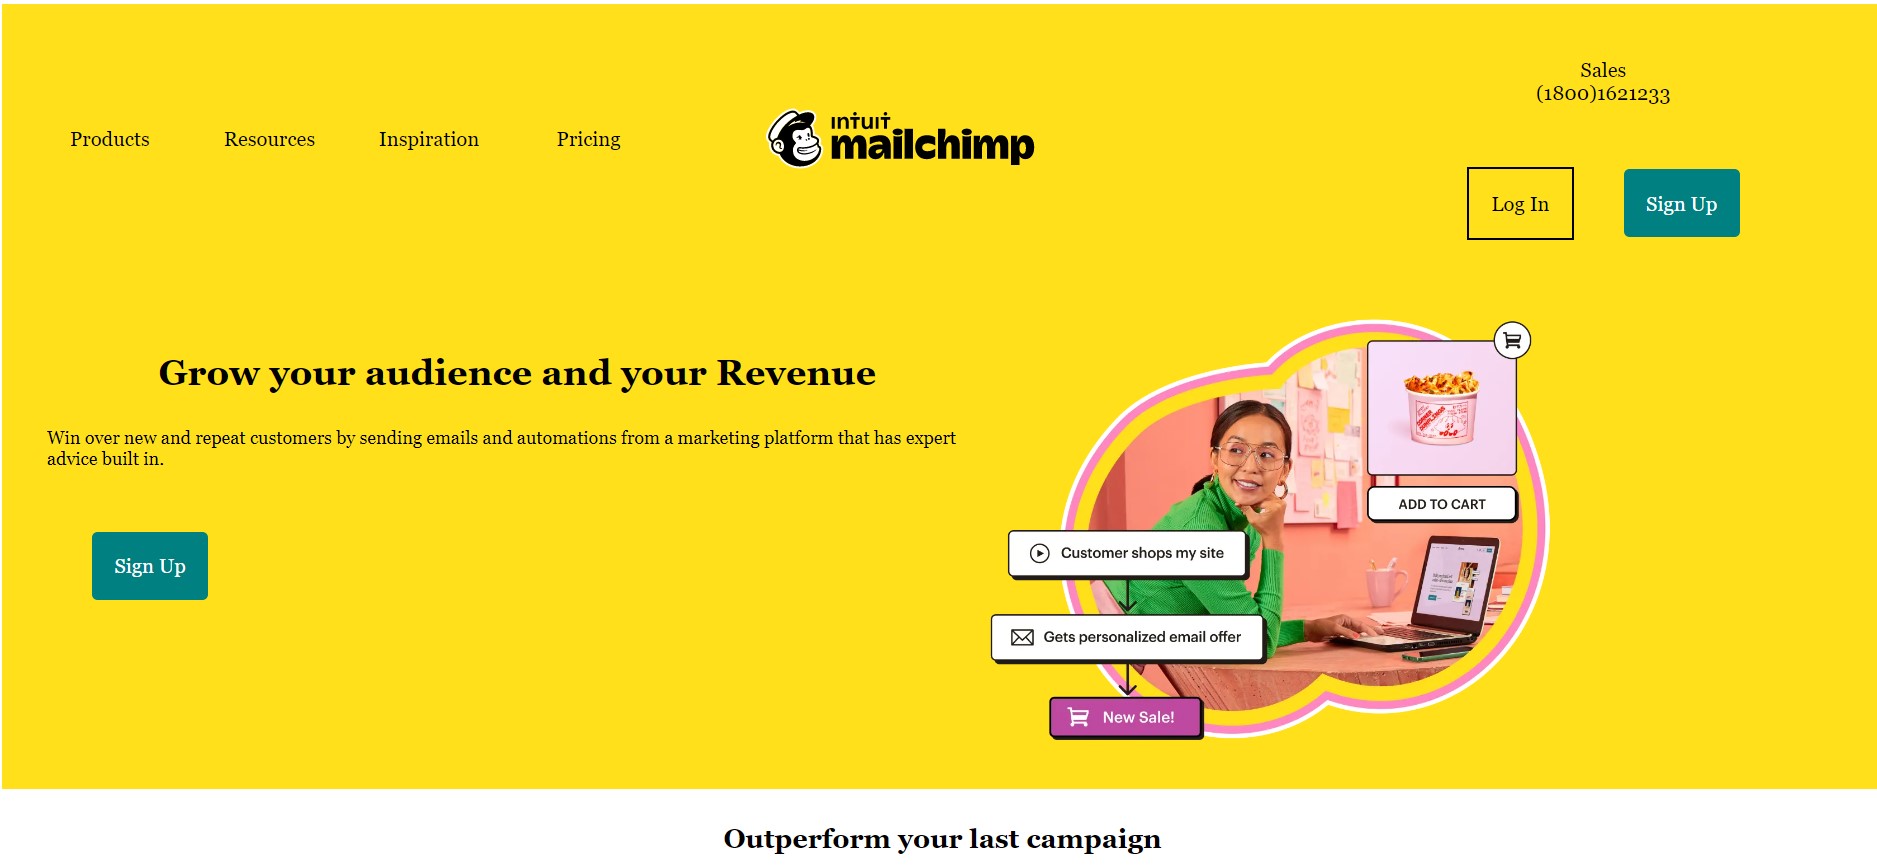 Sales
(1800)1621233
Products Resources Inspiration Pricing
ıntuıt
mailchimp
Log In Sign Up
Grow your audience and your Revenue
Win over new and repeat customers by sending emails and automations from a marketing platform that has expert
advice built in.
Sign Up
ADD TO CART
Customer shops my site
Gets personalized email offer
New Sale!
Outperform your last campaign